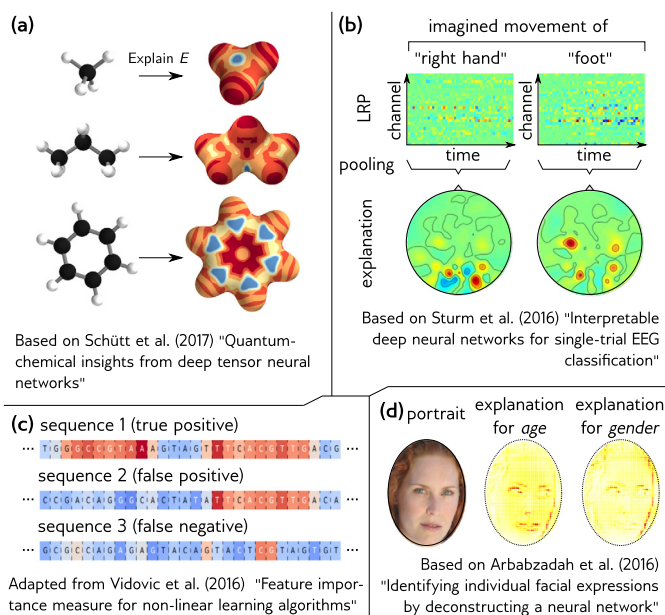 (a)
Explain E
Based on Schütt et al. (2017) "Quantum-
chemical insights from deep tensor neural
networks"
(b)
imagined movement of
"right hand" "foot"
LRP
channel
channel
time time
pooling
explanation
Based on Sturm et al. (2016) "Interpretable
deep neural networks for single-trial EEG
classification"
(c) sequence 1 (true positive)
··· T G G G C C G T A A A G T A G T T T C A C G T T G A C G ···
sequence 2 (false positive)
··· C C G A C A G G G C A C T A T A T T C A C G T T G A C A ···
sequence 3 (false negative)
··· G C G C C A G A G A G T A C A G T A C T C G T A G T G T ···
Adapted from Vidovic et al. (2016) "Feature impor-
tance measure for non-linear learning algorithms"
(d) portrait
explanation
for age
explanation
for gender
Based on Arbabzadah et al. (2016)
"Identifying individual facial expressions
by deconstructing a neural network"